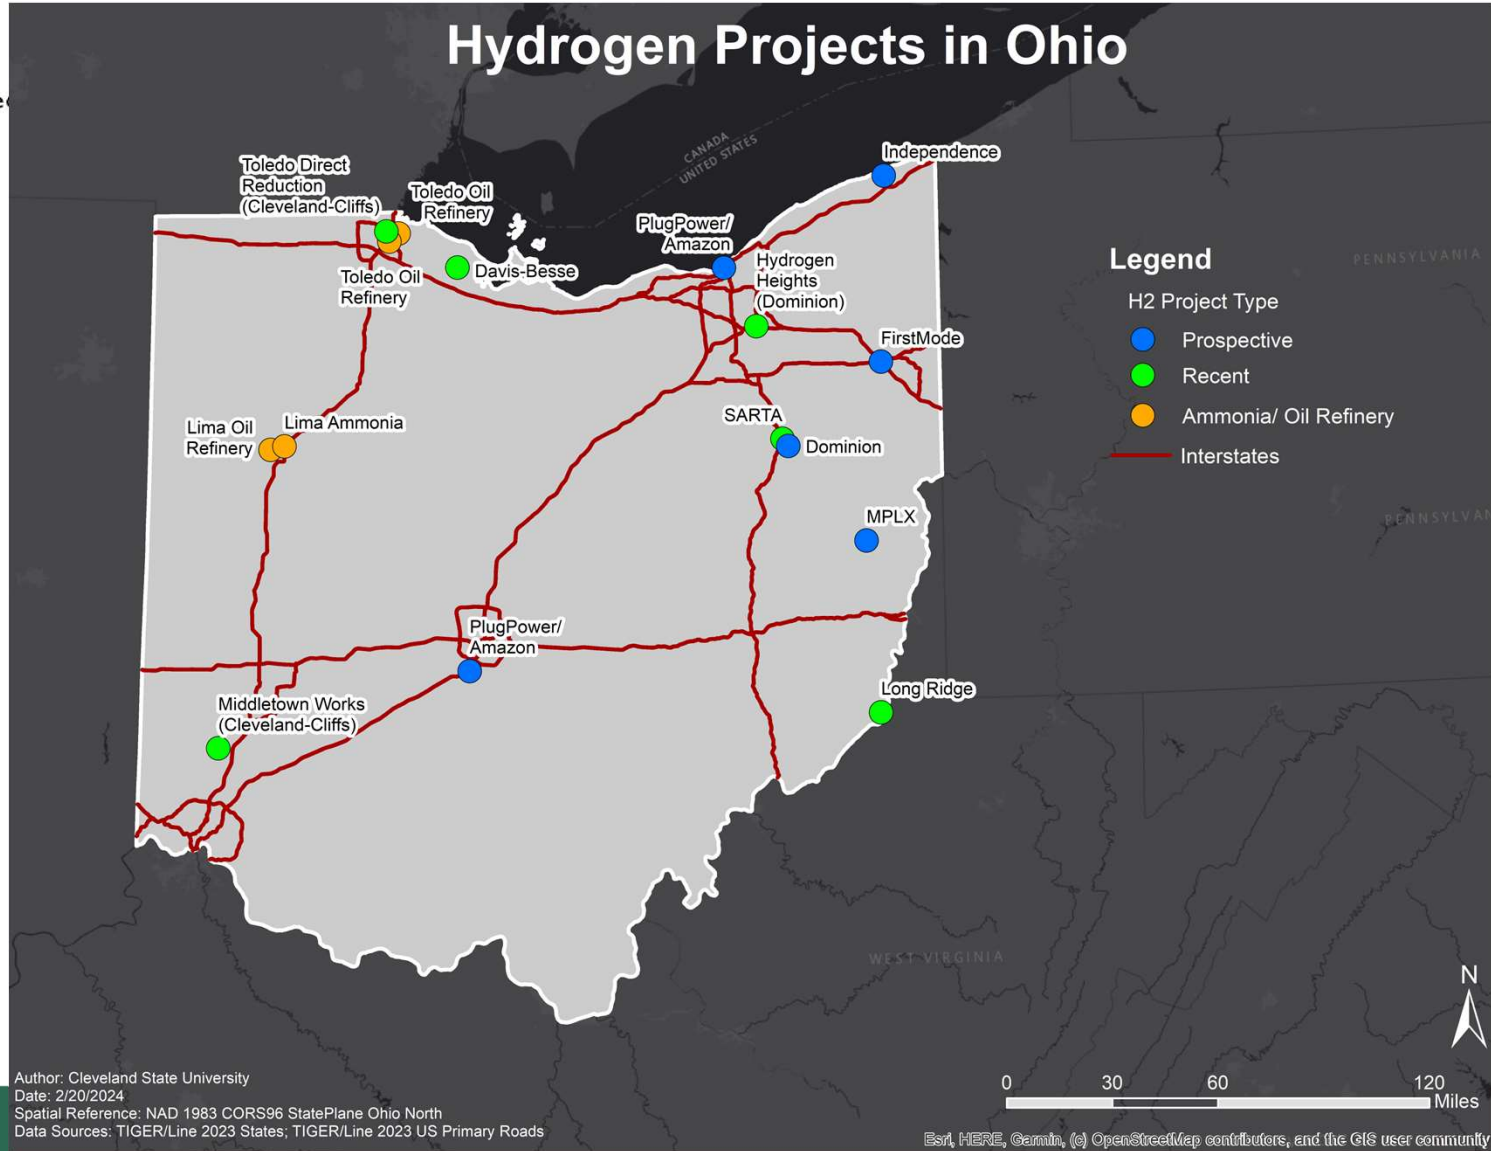 Hydrogen Projects in Ohio
CANADA
UNITED STATES
Independence
Toledo Direct
Reduction
(Cleveland-Cliffs)
Toledo Oil
Refinery
PlugPower/
Amazon
Hydrogen
Heights
(Dominion)
Davis-Besse
Toledo Oil
Refinery
FirstMode
Lima Oil
Refinery
Lima Ammonia
SARTA
Dominion
MPLX
PlugPower/
Amazon
Long Ridge
Middletown Works
(Cleveland-Cliffs)
Legend
H2 Project Type
Prospective
Recent
Ammonia/ Oil Refinery
Interstates
PENNSYLVANIA
PENNSYLVAN
WEST VIRGINIA
N
0 30 60 120
Miles
Author: Cleveland State University
Date: 2/20/2024
Spatial Reference: NAD 1983 CORS96 StatePlane Ohio North
Data Sources: TIGER/Line 2023 States; TIGER/Line 2023 US Primary Roads
Esri, HERE, Garmin, (c) OpenStreetMap contributors, and the GIS user community